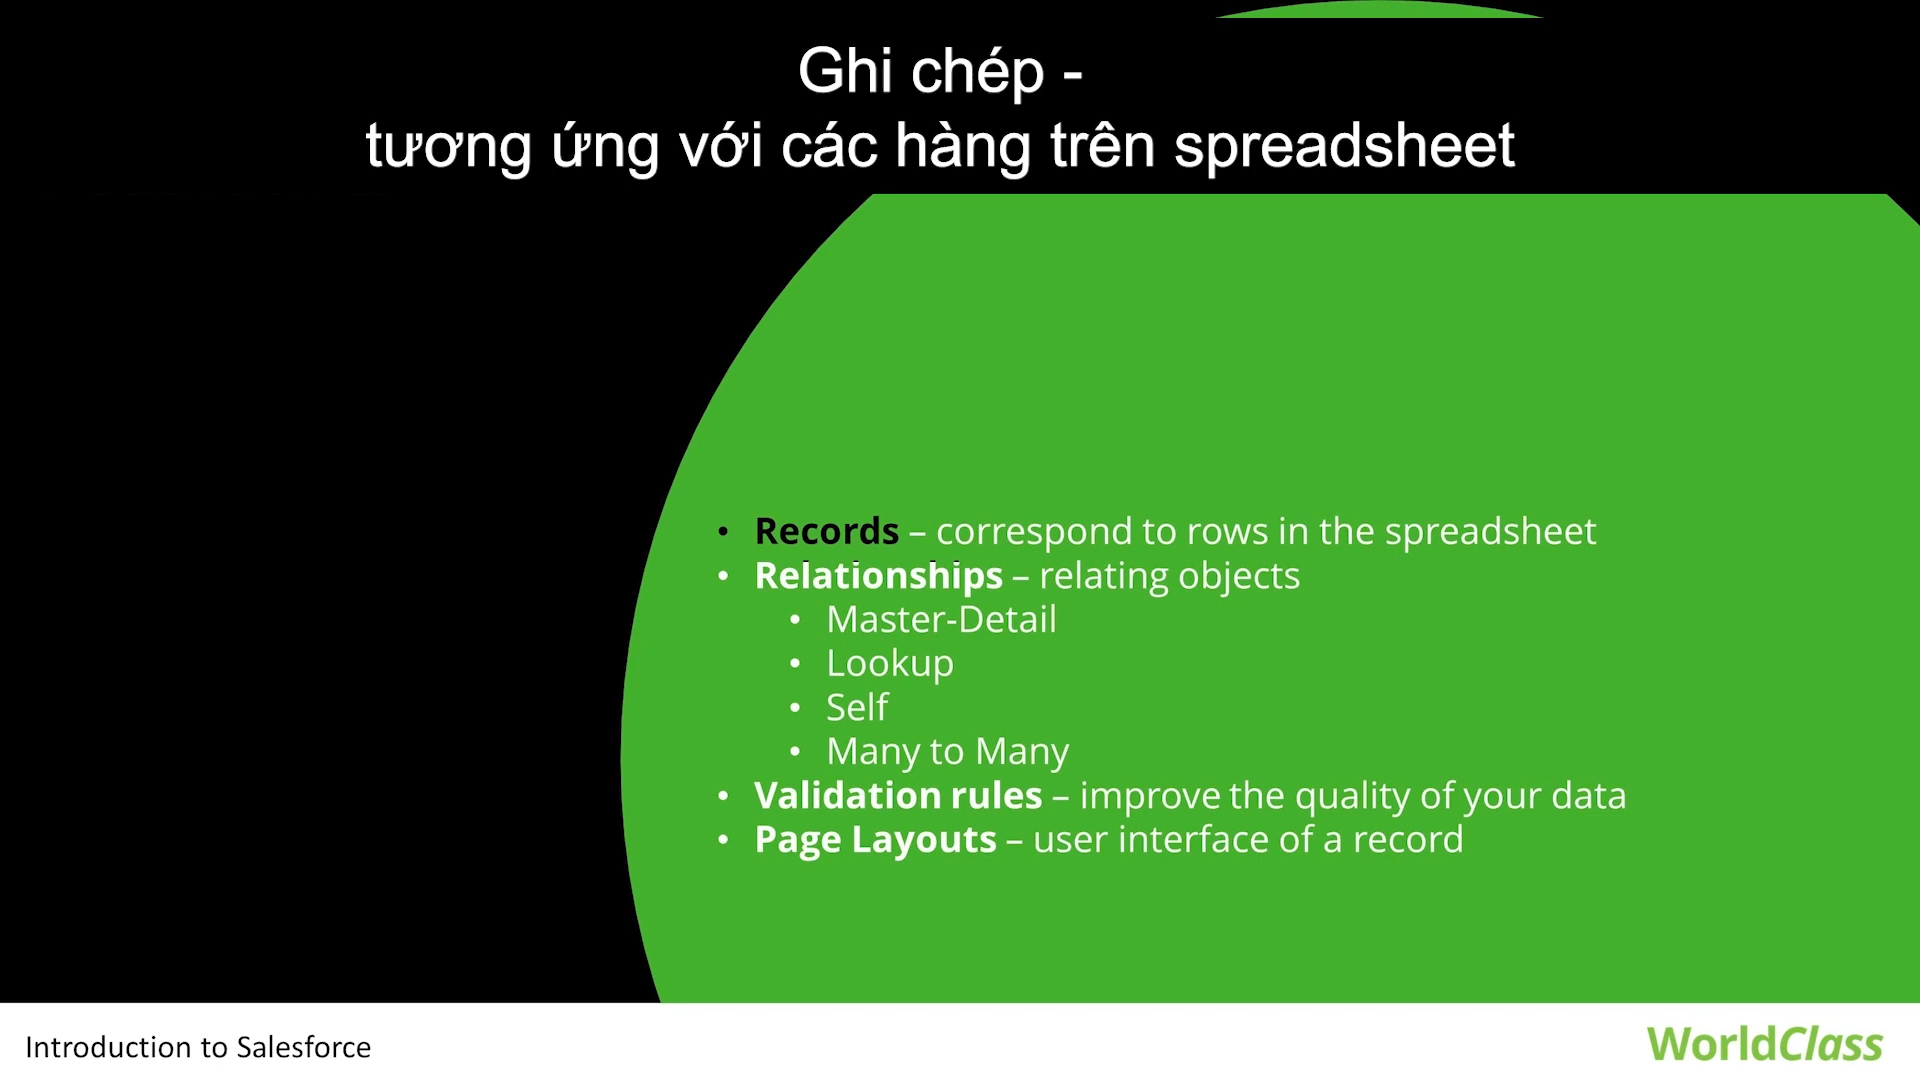 Ghi chép -
tương ứng với các hàng trên spreadsheet
• Records – correspond to rows in the spreadsheet
• Relationships – relating objects
• Master-Detail
• Lookup
• Self
• Many to Many
• Validation rules – improve the quality of your data
• Page Layouts – user interface of a record
Introduction to Salesforce
WorldClass